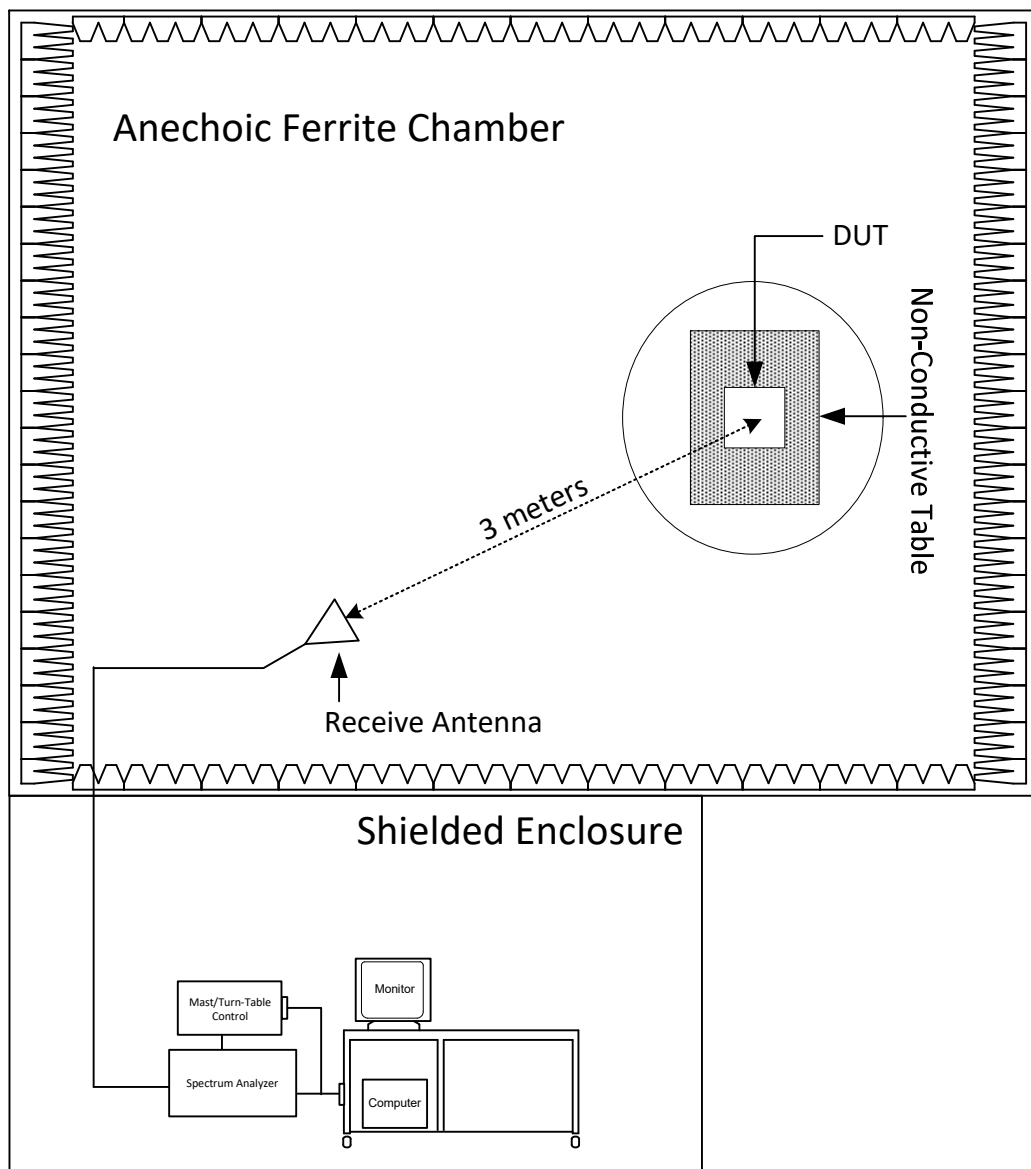 Anechoic Ferrite Chamber
DUT
Non-Conductive Table
3 meters
Receive Antenna
Shielded Enclosure
Monitor
Mast/Turn-Table
Control
Spectrum Analyzer
Computer